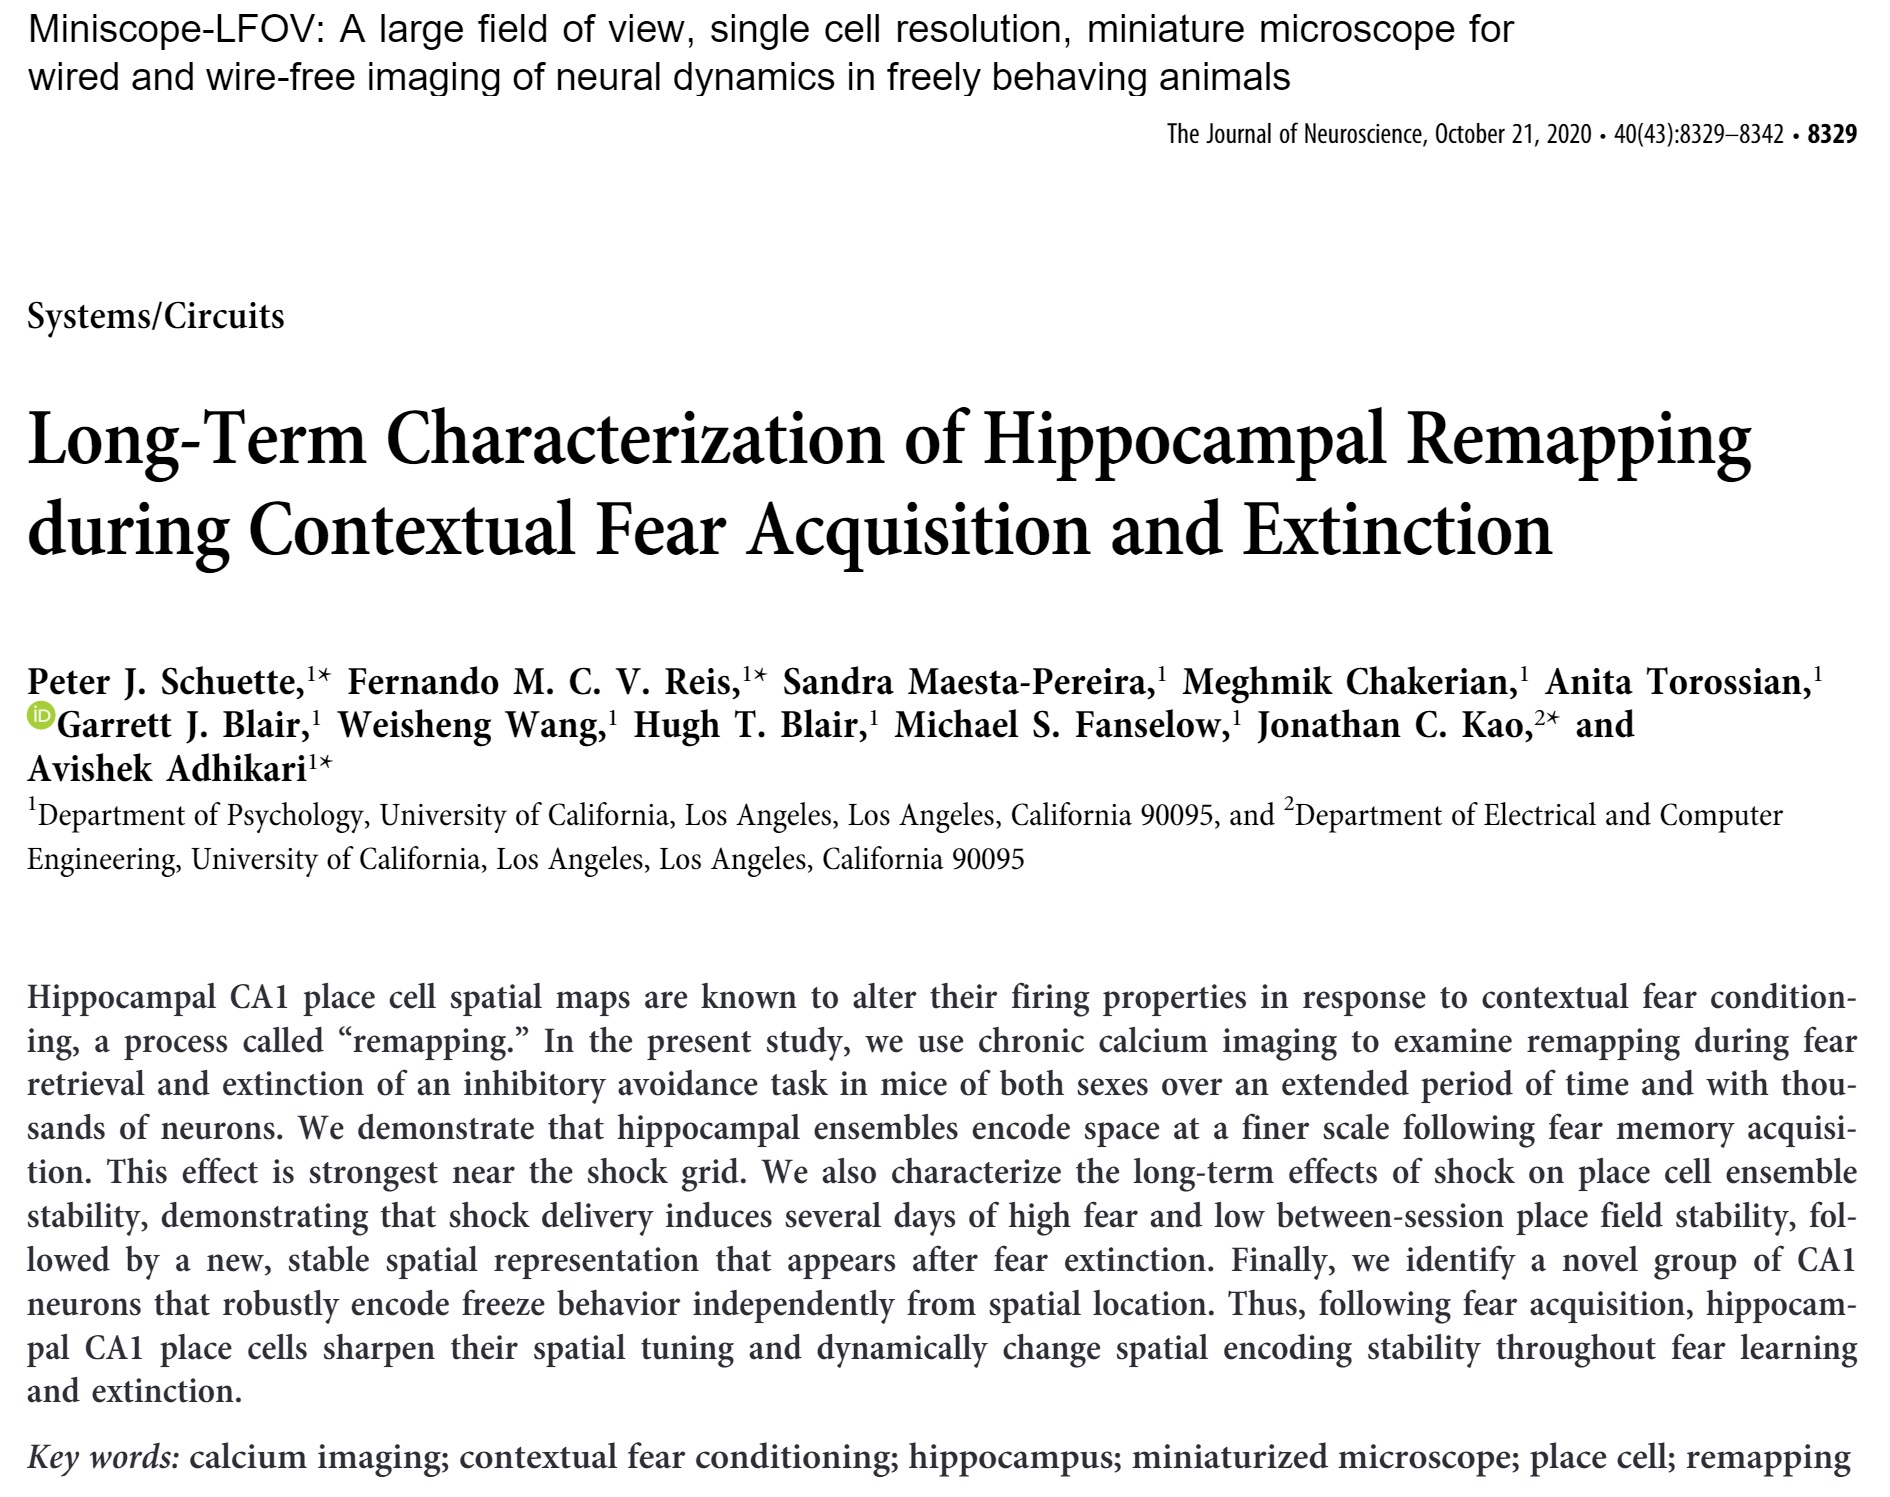 Miniscope-LFOV: A large field of view, single cell resolution, miniature microscope for
wired and wire-free imaging of neural dynamics in freely behaving animals
The Journal of Neuroscience, October 21, 2020 • 40(43):8329–8342 • 8329
Systems/Circuits
Long-Term Characterization of Hippocampal Remapping
during Contextual Fear Acquisition and Extinction
Peter J. Schuette,1* Fernando M. C. V. Reis,1* Sandra Maesta-Pereira,1 Meghmik Chakerian,1 Anita Torossian,1
iD Garrett J. Blair,1 Weisheng Wang,1 Hugh T. Blair,1 Michael S. Fanselow,1 Jonathan C. Kao,2* and
Avishek Adhikari1*
1Department of Psychology, University of California, Los Angeles, Los Angeles, California 90095, and 2Department of Electrical and Computer
Engineering, University of California, Los Angeles, Los Angeles, California 90095
Hippocampal CA1 place cell spatial maps are known to alter their firing properties in response to contextual fear condition-
ing, a process called “remapping.” In the present study, we use chronic calcium imaging to examine remapping during fear
retrieval and extinction of an inhibitory avoidance task in mice of both sexes over an extended period of time and with thou-
sands of neurons. We demonstrate that hippocampal ensembles encode space at a finer scale following fear memory acquisi-
tion. This effect is strongest near the shock grid. We also characterize the long-term effects of shock on place cell ensemble
stability, demonstrating that shock delivery induces several days of high fear and low between-session place field stability, fol-
lowed by a new, stable spatial representation that appears after fear extinction. Finally, we identify a novel group of CA1
neurons that robustly encode freeze behavior independently from spatial location. Thus, following fear acquisition, hippocam-
pal CA1 place cells sharpen their spatial tuning and dynamically change spatial encoding stability throughout fear learning
and extinction.
Key words: calcium imaging; contextual fear conditioning; hippocampus; miniaturized microscope; place cell; remapping